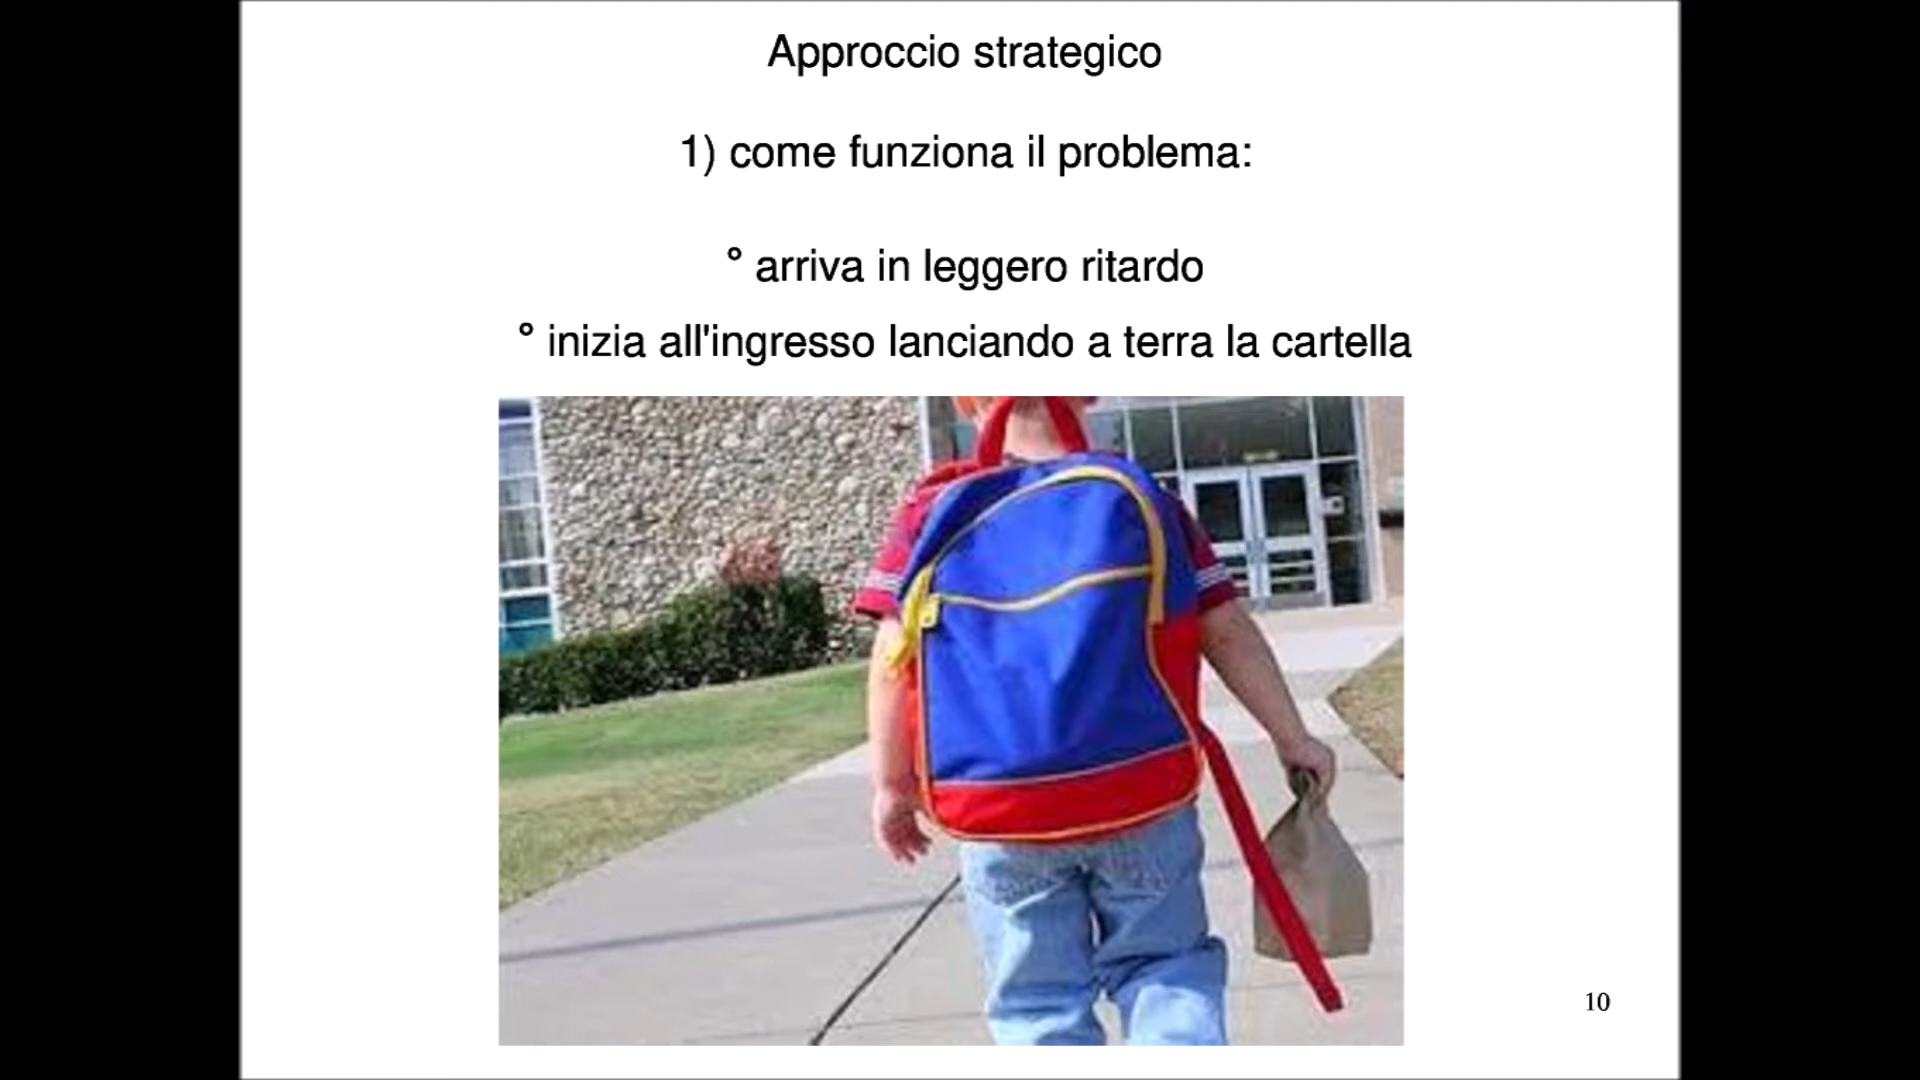 Approccio strategico
1) come funziona il problema:
° arriva in leggero ritardo
° inizia all'ingresso lanciando a terra la cartella
10